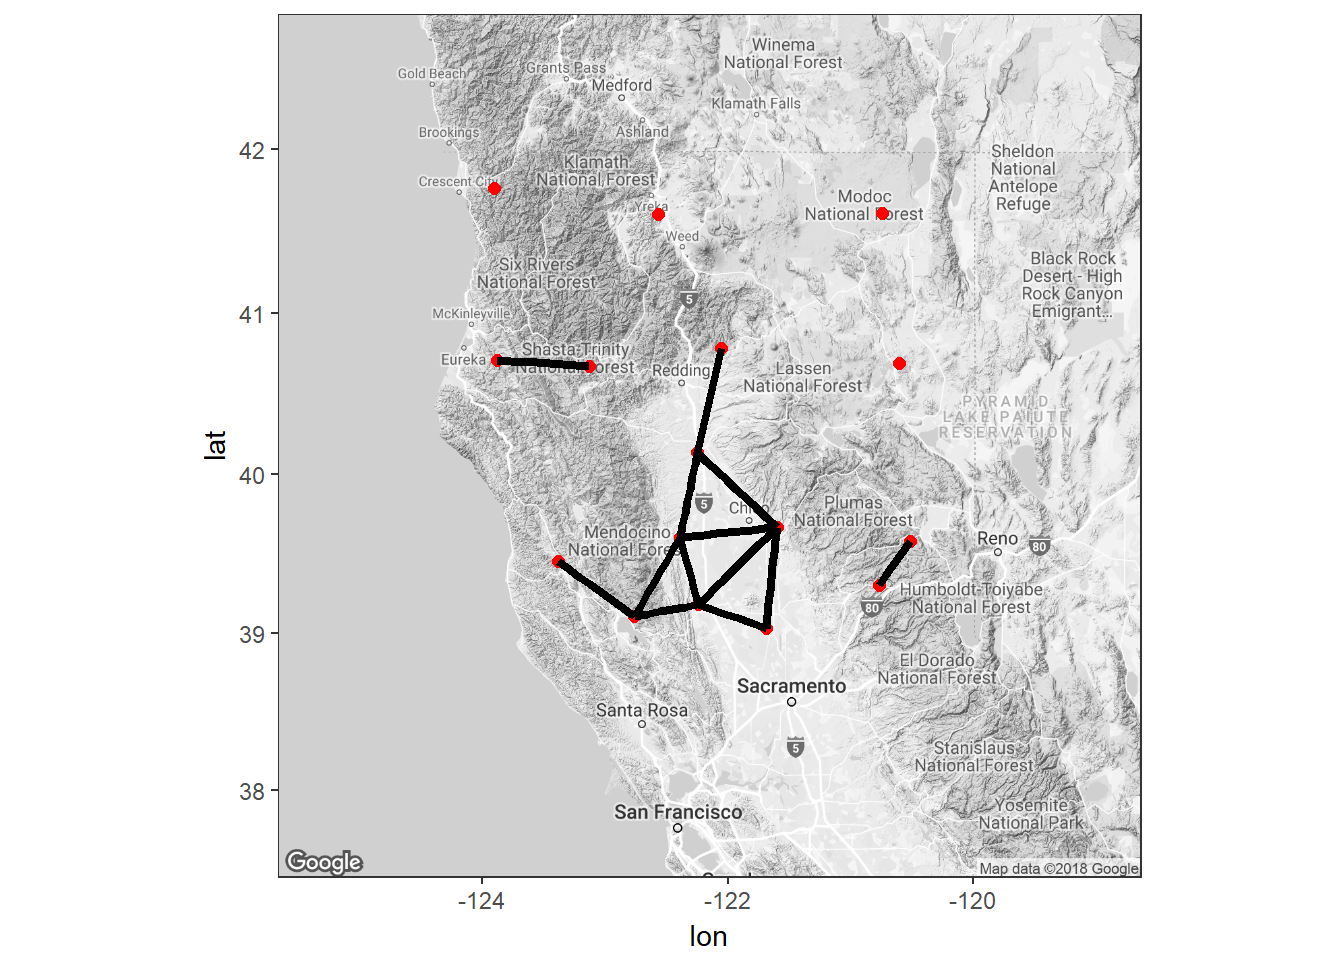 Winema
National Forest
Gold Beach
Grants Pass
Medford
Klamath Falls
Brookings
Ashland
42
Sheldon
National
Antelope
Refuge
Klamath
National Forest
Crescent City
Modoc
National Forest
Yreka
Weed
Six Rivers
National Forest
Black Rock
Desert - High
Rock Canyon
Emigrant...
5
41
McKinleyville
Eureka
Shasta-Trinity
National Forest
Redding
Lassen
National Forest
PYRAMID
LAKE PAIUTE
RESERVATION
lat
40
5
Plumas
National Forest
Mendocino
National Fore
Reno
80
Humboldt-Toiyabe
National Forest
80
39
El Dorado
National Forest
Sacramento
Santa Rosa
5
Stanislaus
National Forest
38
San Francisco
Yosemite
National Park
Google
Map data ©2018 Google
-124
-122
-120
lon